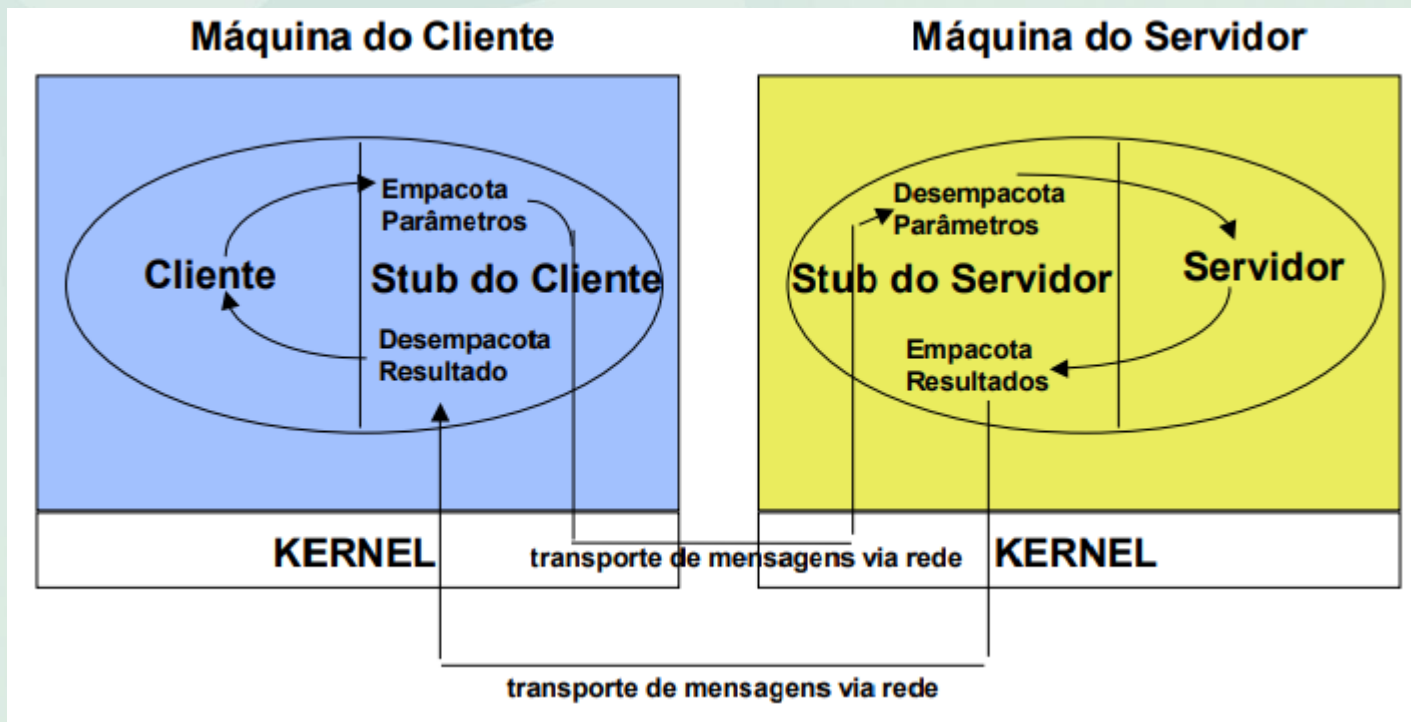 Máquina do Cliente
Máquina do Servidor
Empacota
Parâmetros
Cliente
Stub do Cliente
Desempacota
Resultado
Desempacota
Parâmetros
Stub do Servidor
Servidor
Empacota
Resultados
KERNEL
transporte de mensagens via rede
KERNEL
transporte de mensagens via rede